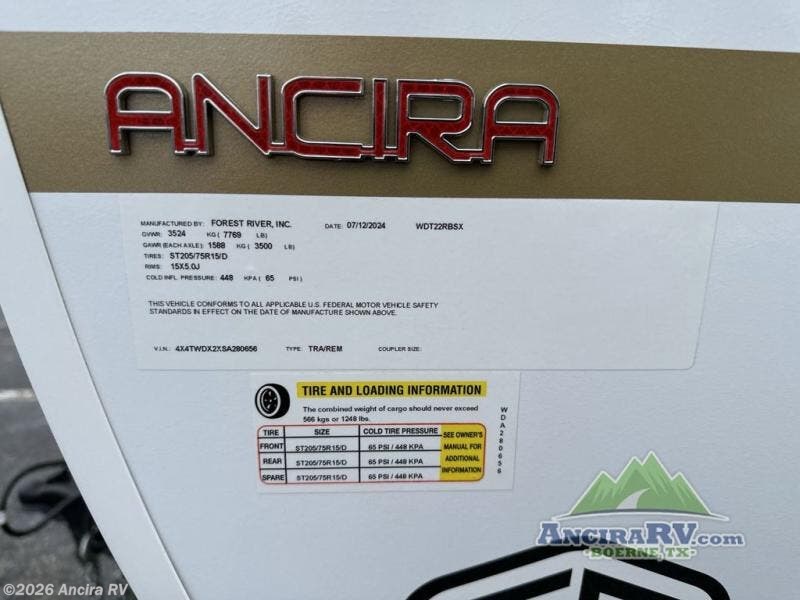 ANCIRA
MANUFACTURED BY: FOREST RIVER, INC. DATE: 07/12/2024 WDT22RBSX
GVWR: 3524 KG ( 7769 LB)
GAWR (EACH AXLE): 1588 KG ( 3500 LB)
TIRES: ST205/75R15/D
RIMS: 15X5.0J
COLD INFL. PRESSURE: 448 KPA ( 65 PSI )
THIS VEHICLE CONFORMS TO ALL APPLICABLE U.S. FEDERAL MOTOR VEHICLE SAFETY
STANDARDS IN EFFECT ON THE DATE OF MANUFACTURE SHOWN ABOVE.
V.I.N.: 4X4TWDX2XSA280656 TYPE: TRA/REM COUPLER SIZE:
TIRE AND LOADING INFORMATION
The combined weight of cargo should never exceed
566 kgs or 1248 lbs.
TIRE SIZE COLD TIRE PRESSURE SEE OWNER'S
FRONT ST205/75R15/D 65 PSI / 448 KPA MANUAL FOR
REAR ST205/75R15/D 65 PSI / 448 KPA ADDITIONAL
SPARE ST205/75R15/D 65 PSI / 448 KPA INFORMATION
WDA280656
ANCIRARV.com
BOERNE, TX
©2026 Ancira RV